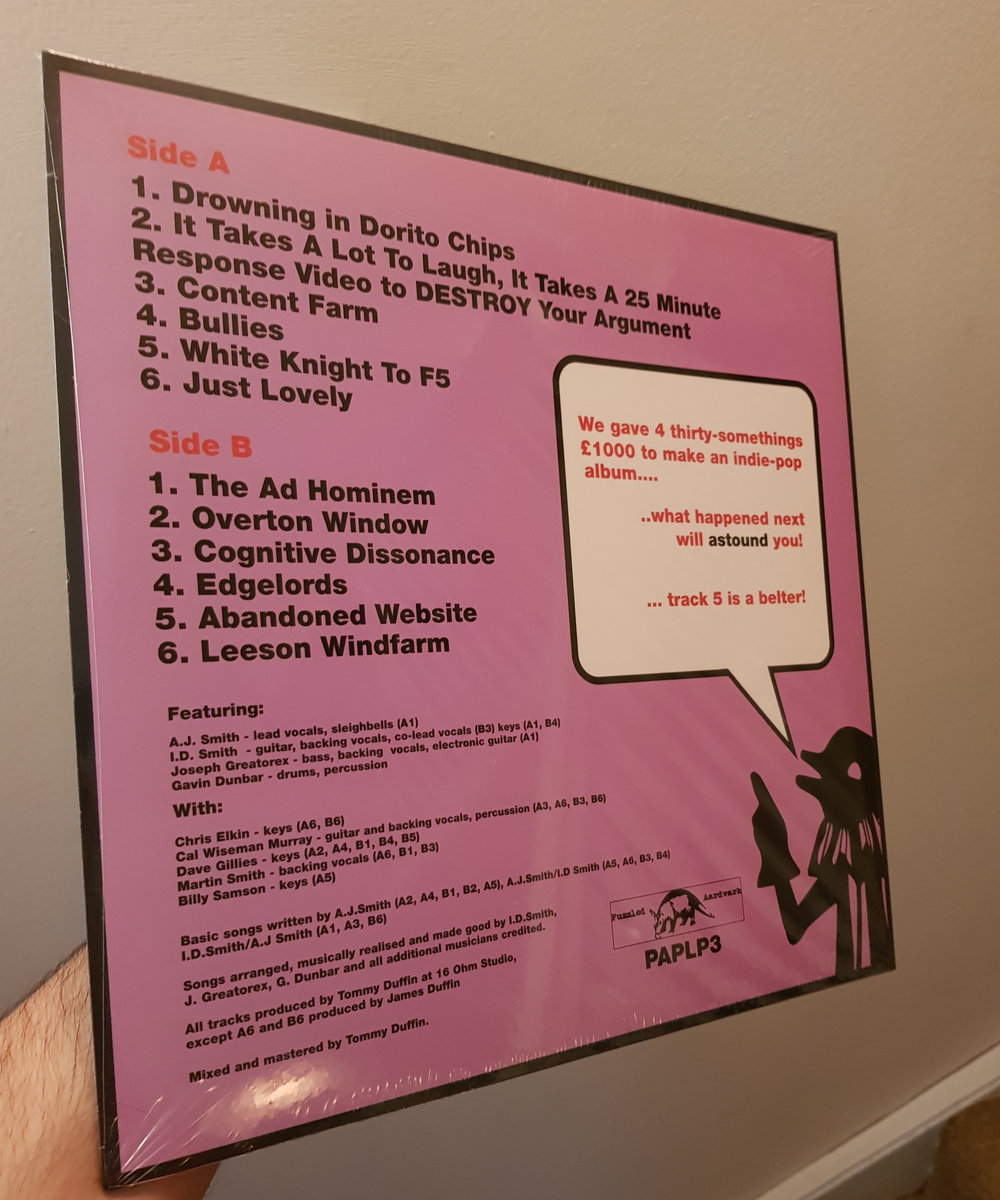 Side A
1. Drowning in Dorito Chips
2. It Takes A Lot To Laugh, It Takes A 25 Minute
Response Video to DESTROY Your Argument
3. Content Farm
4. Bullies
5. White Knight To F5
6. Just Lovely
Side B
1. The Ad Hominem
2. Overton Window
3. Cognitive Dissonance
4. Edgelords
5. Abandoned Website
6. Leeson Windfarm
We gave 4 thirty-somethings
£1000 to make an indie-pop
album....
..what happened next
will astound you!
... track 5 is a belter!
Featuring:
A.J. Smith - lead vocals, sleighbells (A1)
I.D. Smith - guitar, backing vocals, co-lead vocals (B3) keys (A1, B4)
Joseph Greatorex - bass, backing vocals, electronic guitar (A1)
Gavin Dunbar - drums, percussion
With:
Chris Elkin - keys (A6, B6)
Cal Wiseman Murray - guitar and backing vocals, percussion (A3, A6, B3, B6)
Dave Gillies - keys (A2, A4, B1, B4, B5)
Martin Smith - backing vocals (A6, B1, B3)
Billy Samson - keys (A5)
Basic songs written by A.J.Smith (A2, A4, B1, B2, A5), A.J.Smith/I.D Smith (A5, A6, B3, B4)
I.D.Smith/A.J Smith (A1, A3, B6)
Songs arranged, musically realised and made good by I.D.Smith,
J. Greatorex, G. Dunbar and all additional musicians credited.
All tracks produced by Tommy Duffin at 16 Ohm Studio,
except A6 and B6 produced by James Duffin
Mixed and mastered by Tommy Duffin.
Puzzled Aardvark
PAPLP3